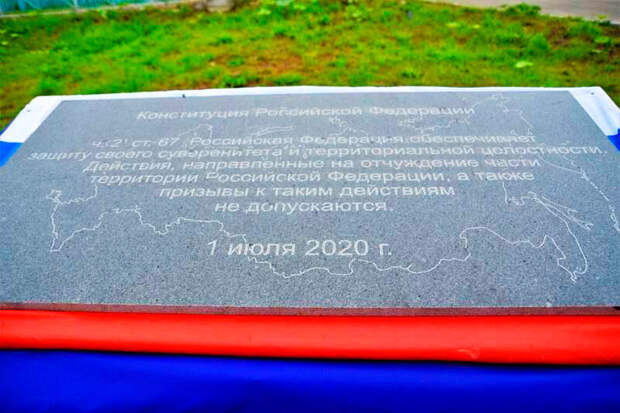 Конституция Российской Федерации
ч. (2¹) ст. 67, Российская Федерация обеспечивает
защиту своего суверенитета и территориальной целостности.
Действия, направленные на отчуждение части
территории Российской Федерации, а также
призывы к таким действиям
не допускаются.
1 июля 2020 г.